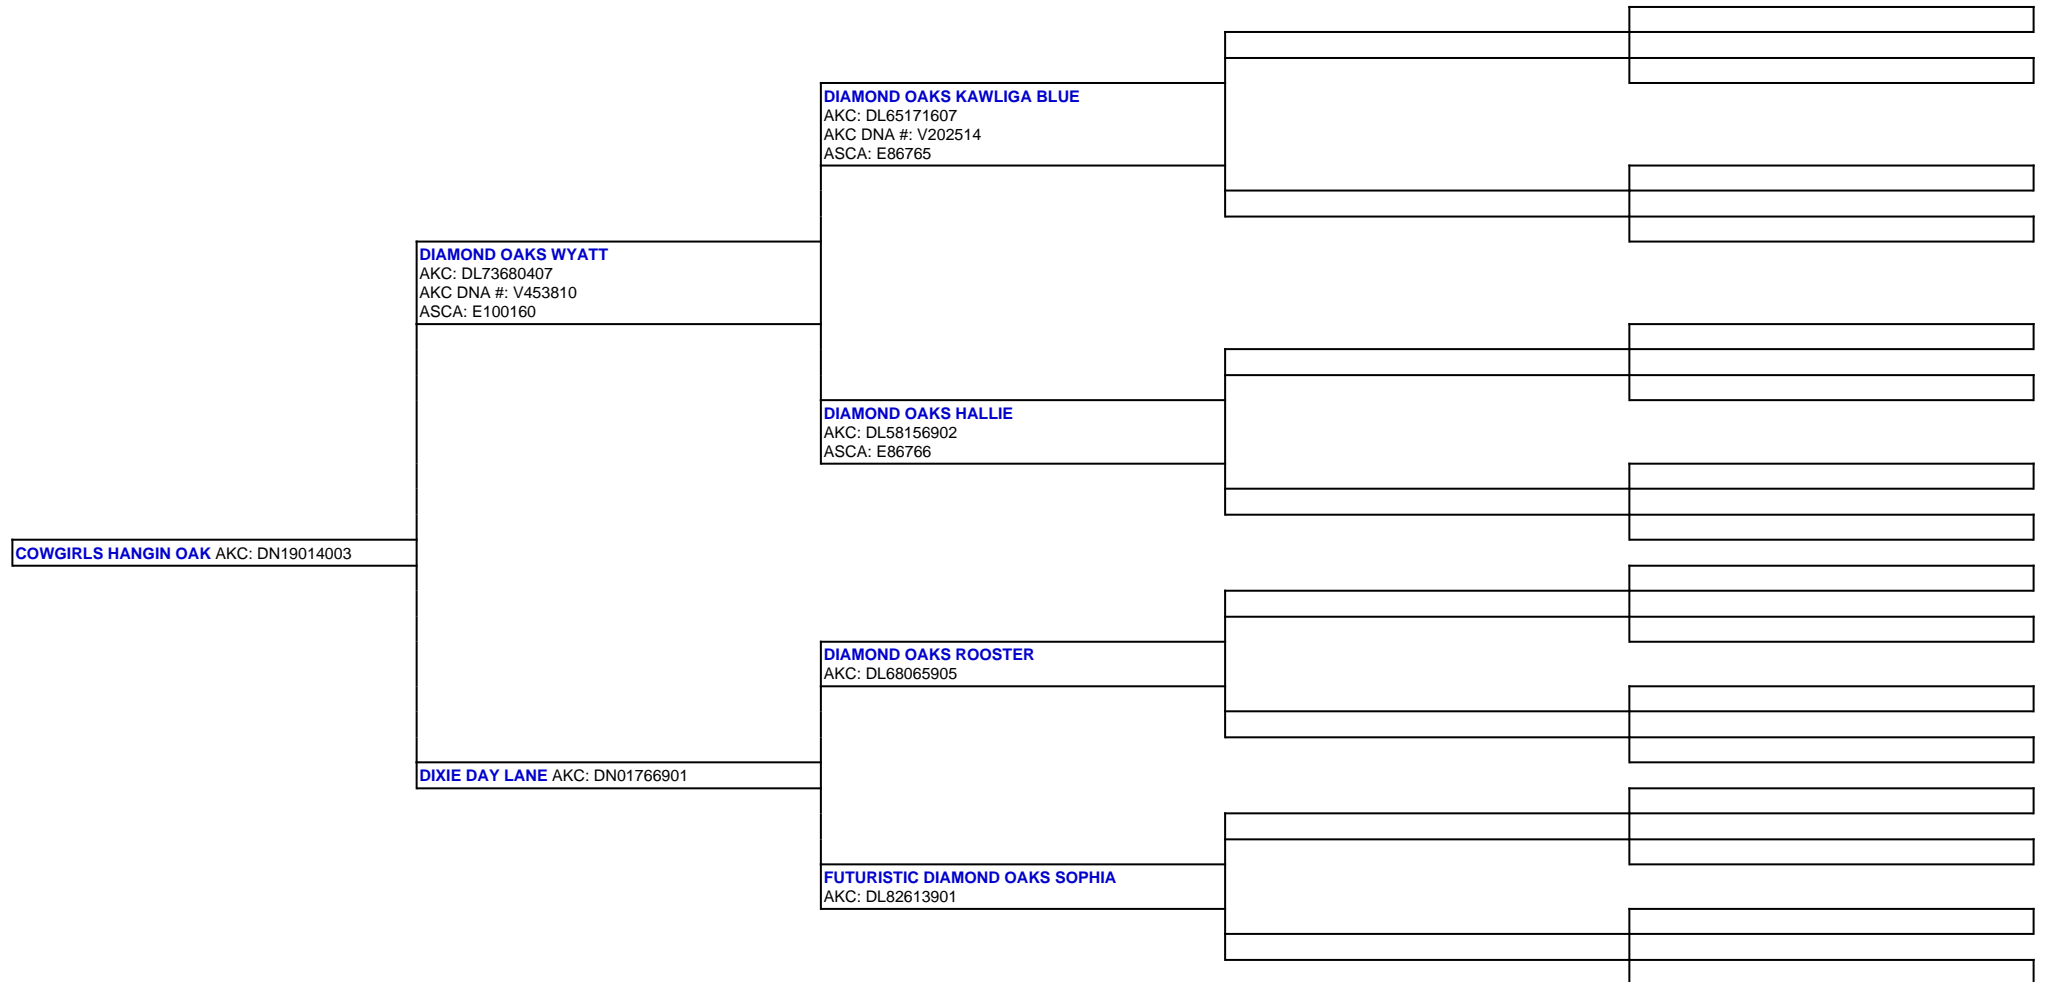 DIAMOND OAKS KAWLIGA BLUE
AKC: DL65171607
AKC DNA #: V202514
ASCA: E86765
DIAMOND OAKS WYATT
AKC: DL73680407
AKC DNA #: V453810
ASCA: E100160
DIAMOND OAKS HALLIE
AKC: DL58156902
ASCA: E86766
COWGIRLS HANGIN OAK AKC: DN19014003
DIAMOND OAKS ROOSTER
AKC: DL68065905
DIXIE DAY LANE AKC: DN01766901
FUTURISTIC DIAMOND OAKS SOPHIA
AKC: DL82613901